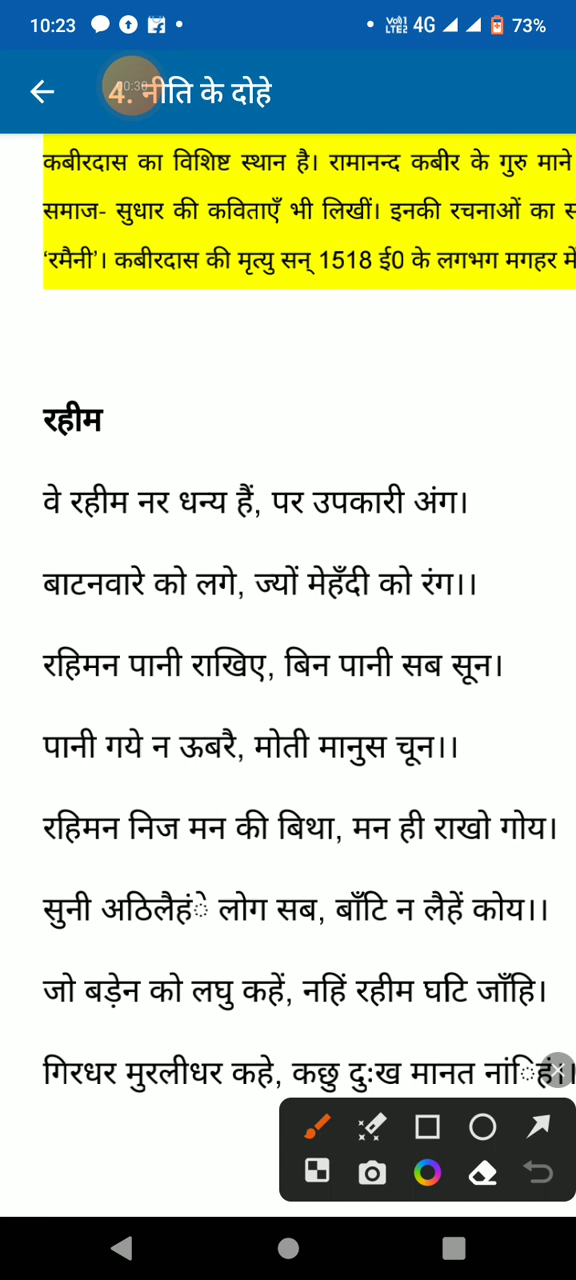 10:23
4G
73%
00:30
4. नीति के दोहे
कबीरदास का विशिष्ट स्थान है। रामानन्द कबीर के गुरु माने
समाज- सुधार की कविताएँ भी लिखीं। इनकी रचनाओं का स
‘रमैनी’। कबीरदास की मृत्यु सन् 1518 ई0 के लगभग मगहर में
रहीम
वे रहीम नर धन्य हैं, पर उपकारी अंग।
बाटनवारे को लगे, ज्यों मेहँदी को रंग।।
रहिमन पानी राखिए, बिन पानी सब सून।
पानी गये न ऊबरै, मोती मानुस चून।।
रहिमन निज मन की बिथा, मन ही राखो गोय।
सुनी अठिलैहंे लोग सब, बाँटि न लैहें कोय।।
जो बड़ेन को लघु कहें, नहिं रहीम घटि जाँहि।
गिरधर मुरलीधर कहे, कछु दुःख मानत नांिहं।।